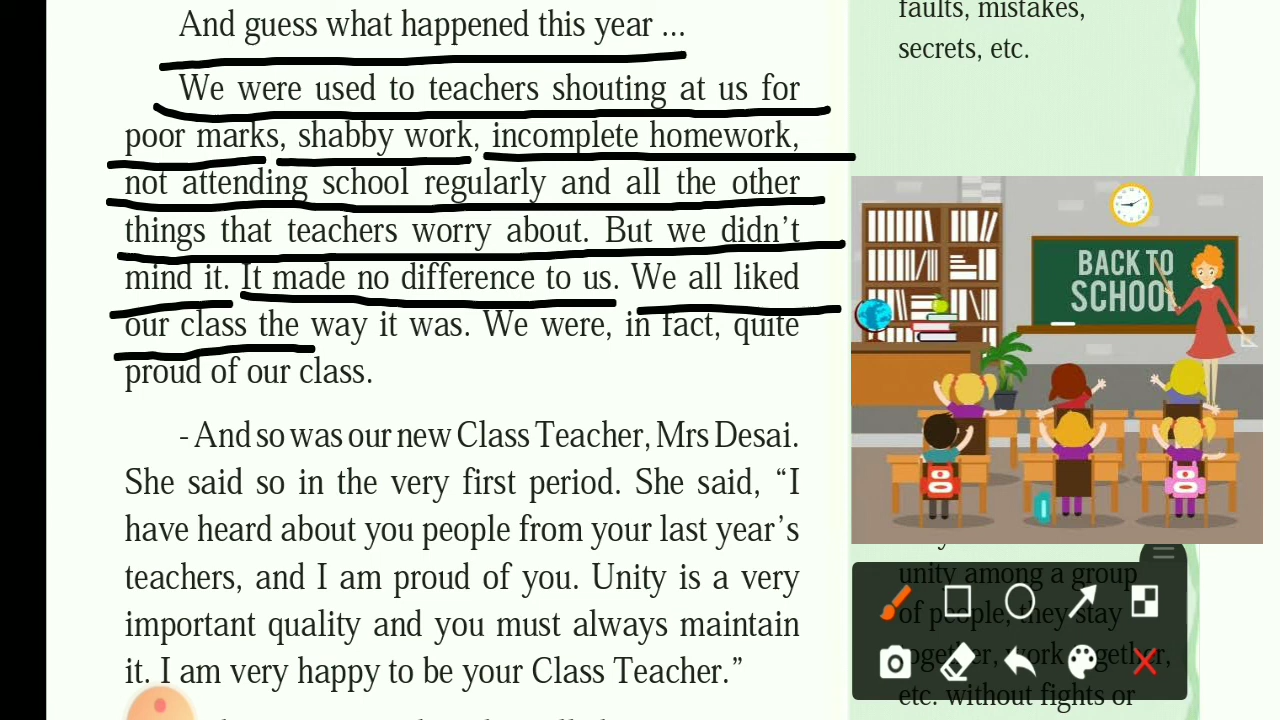 And guess what happened this year ...
We were used to teachers shouting at us for
poor marks, shabby work, incomplete homework,
not attending school regularly and all the other
things that teachers worry about. But we didn't
mind it. It made no difference to us. We all liked
our class the way it was. We were, in fact, quite
proud of our class.
- And so was our new Class Teacher, Mrs Desai.
She said so in the very first period. She said, “I
have heard about you people from your last year's
teachers, and I am proud of you. Unity is a very
important quality and you must always maintain
it. I am very happy to be your Class Teacher.”
faults, mistakes,
secrets, etc.
BACK TO
SCHOOL
unity among a group
of people, they stay
together, work together,
etc. without fights or